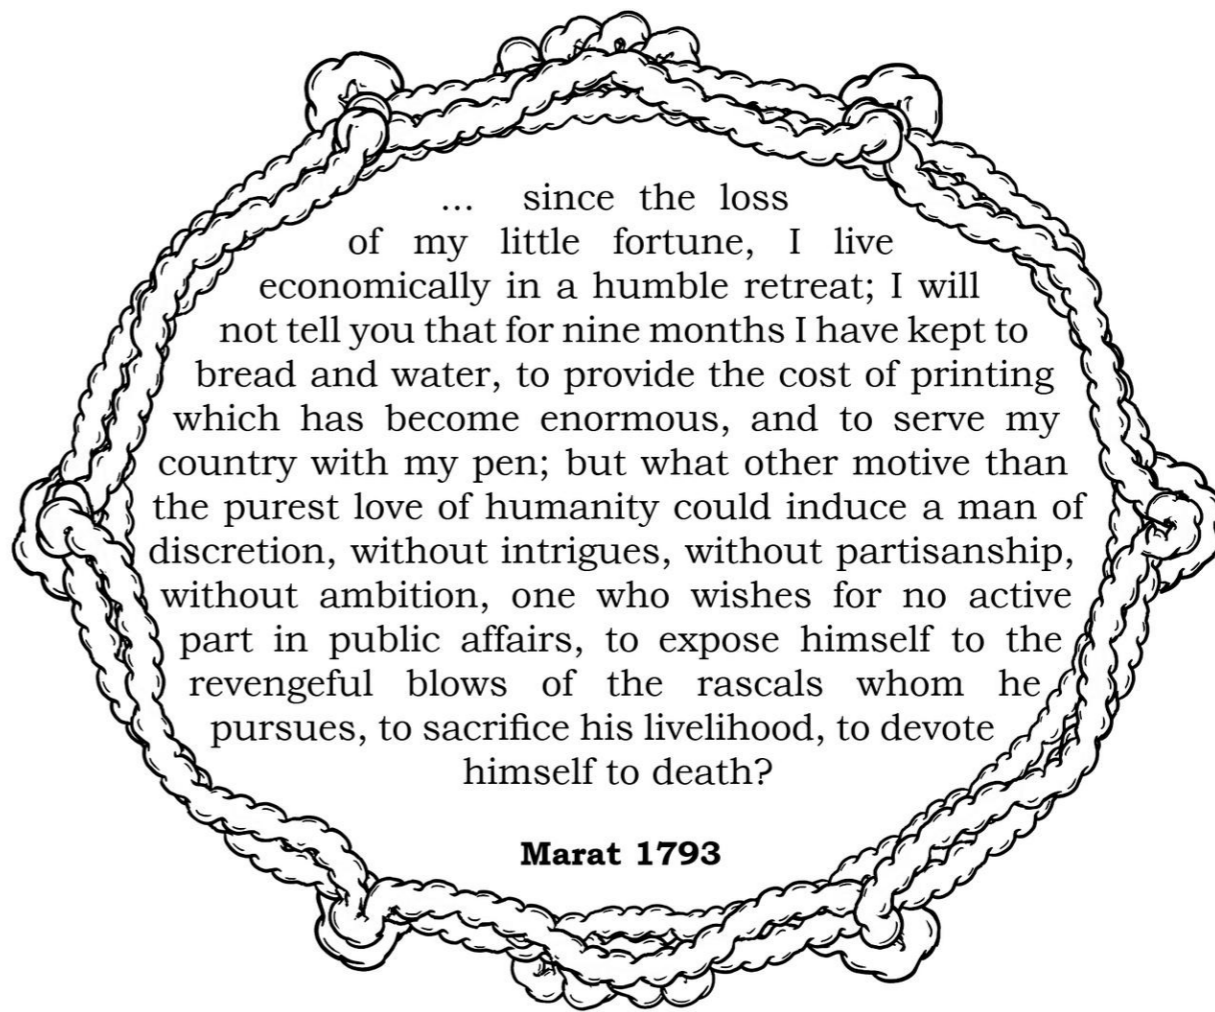 ... since the loss
of my little fortune, I live
economically in a humble retreat; I will
not tell you that for nine months I have kept to
bread and water, to provide the cost of printing
which has become enormous, and to serve my
country with my pen; but what other motive than
the purest love of humanity could induce a man of
discretion, without intrigues, without partisanship,
without ambition, one who wishes for no active
part in public affairs, to expose himself to the
revengeful blows of the rascals whom he
pursues, to sacrifice his livelihood, to devote
himself to death?
Marat 1793